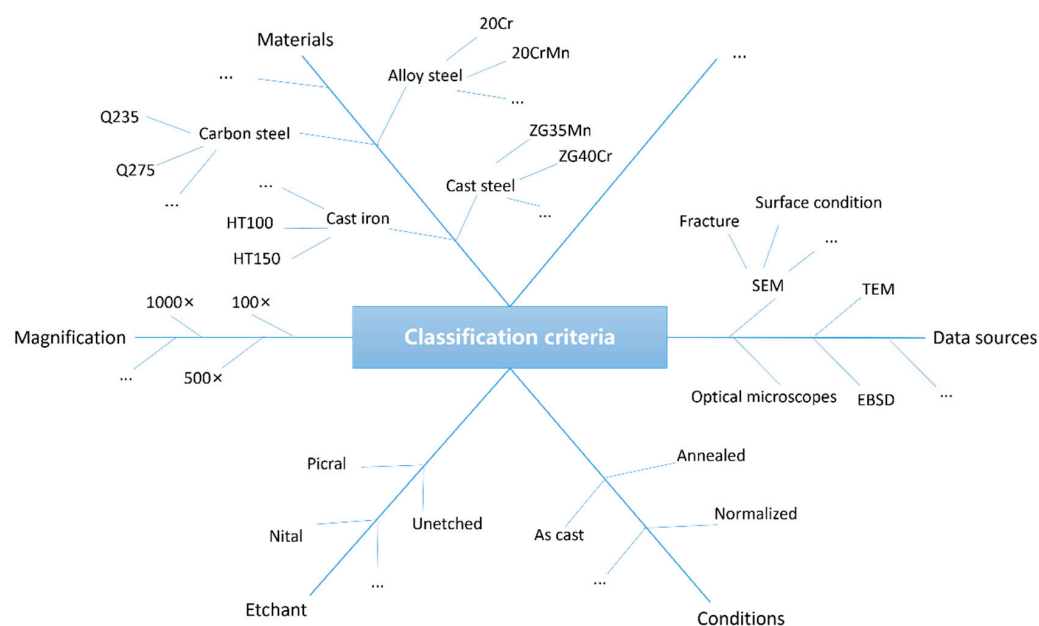 Materials
...
Alloy steel
20Cr
20CrMn
...
Carbon steel
Q235
Q275
...
Cast steel
ZG35Mn
ZG40Cr
...
Cast iron
...
HT100
HT150
...
Classification criteria
Magnification
1000×
100×
...
500×
Data sources
SEM
Fracture
Surface condition
...
TEM
Optical microscopes
EBSD
...
Etchant
Picral
Unetched
Nital
...
Conditions
Annealed
As cast
Normalized
...